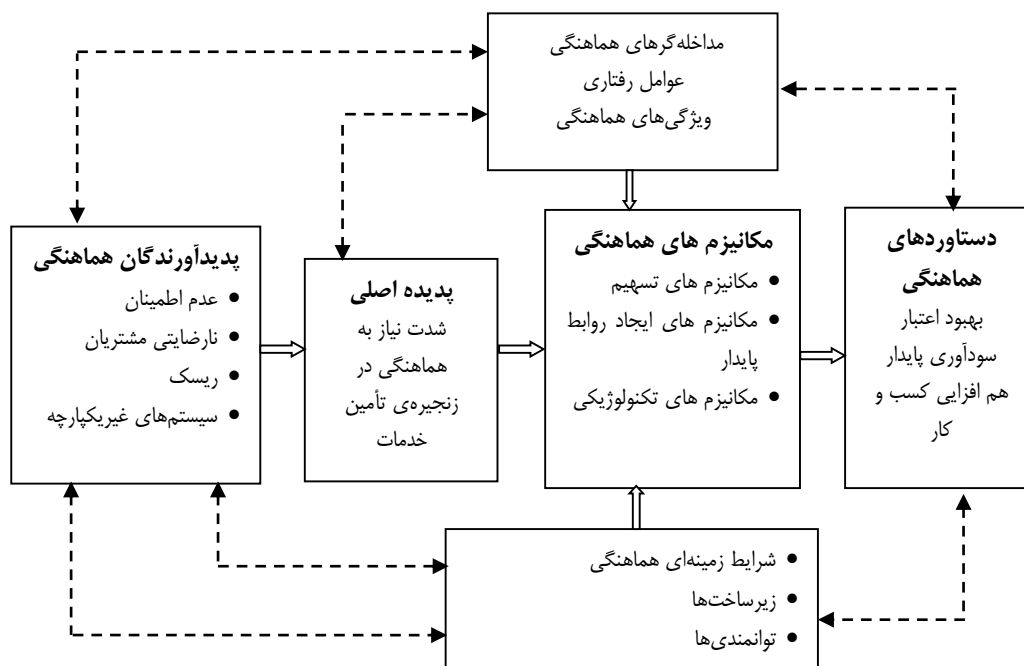 مداخله‌گرهای هماهنگی
عوامل رفتاری
ویژگی‌های هماهنگی
پدیدآورندگان هماهنگی
• عدم اطمینان
• نارضایتی مشتریان
• ریسک
• سیستم‌های غیریکپارچه
پدیده اصلی
شدت نیاز به
هماهنگی در
زنجیره‌ی تأمین
خدمات
مکانیزم های هماهنگی
• مکانیزم های تسهیم
• مکانیزم های ایجاد روابط
پایدار
• مکانیزم های تکنولوژیکی
دستاوردهای
هماهنگی
بهبود اعتبار
سودآوری پایدار
هم افزایی کسب و
کار
• شرایط زمینه‌ای هماهنگی
• زیرساخت‌ها
• توانمندی‌ها